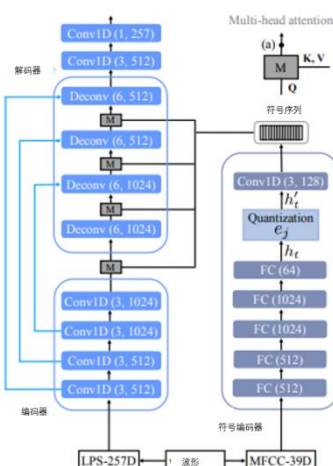 Multi-head attention
(a)
M
K, V
Q
Conv1D (1, 257)
Conv1D (3, 512)
解码器
Deconv (6, 512)
M
Deconv (6, 512)
M
Deconv (6, 1024)
M
Deconv (6, 1024)
M
Conv1D (3, 1024)
Conv1D (3, 1024)
Conv1D (3, 512)
Conv1D (3, 512)
编码器
LPS-257D
波形
符号序列
Conv1D (3, 128)
h′t
Quantization
ej
ht
FC (64)
FC (1024)
FC (1024)
FC (512)
FC (512)
符号编码器
MFCC-39D